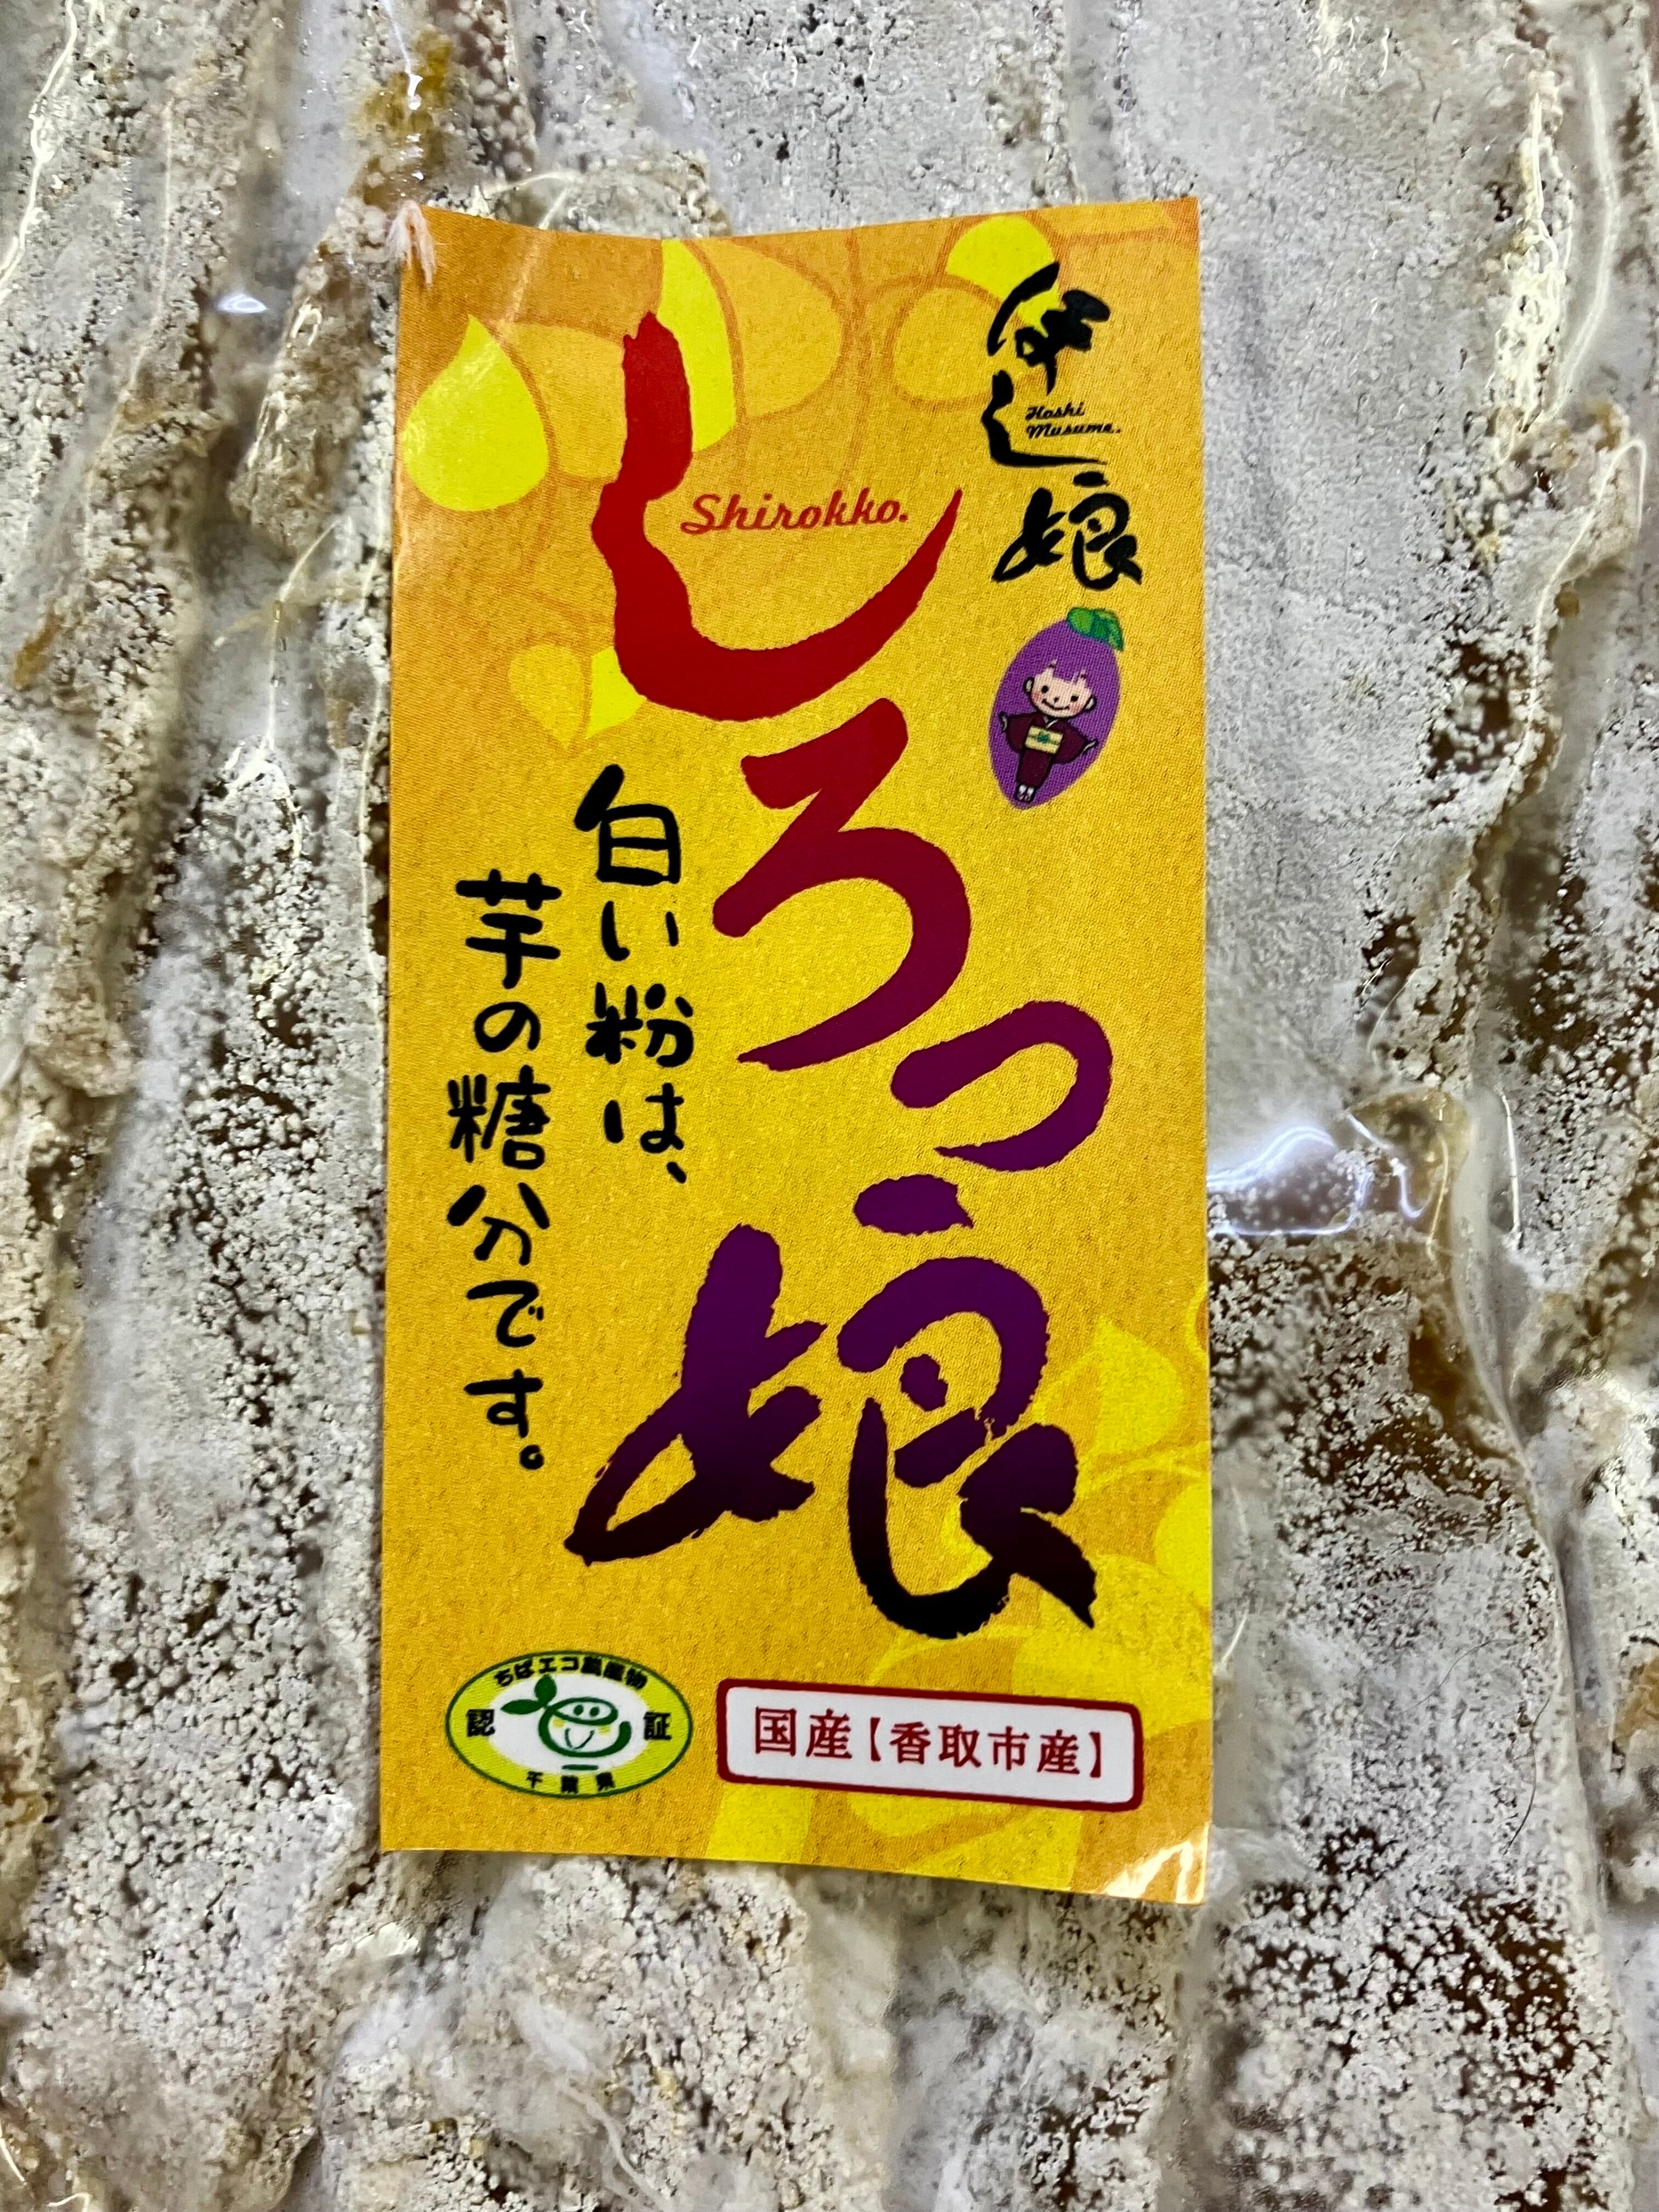 ほし娘
Hoshi
Musume.
しろっ娘
Shirokko.
白い粉は、
芋の糖分です。
ちばエコ農産物
認証
千葉県
国産【香取市産】